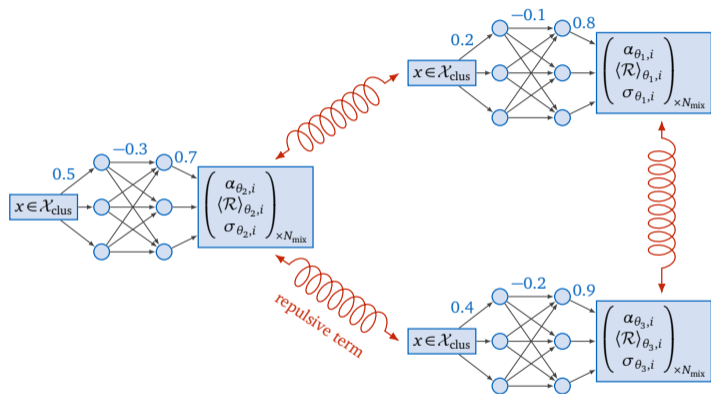 0.2
−0.1
0.8
x ∈ 𝒳clus
αθ₁,i
⟨ℛ⟩θ₁,i
σθ₁,i
×Nmix
0.5
−0.3
0.7
x ∈ 𝒳clus
αθ₂,i
⟨ℛ⟩θ₂,i
σθ₂,i
×Nmix
repulsive term
0.4
−0.2
0.9
x ∈ 𝒳clus
αθ₃,i
⟨ℛ⟩θ₃,i
σθ₃,i
×Nmix